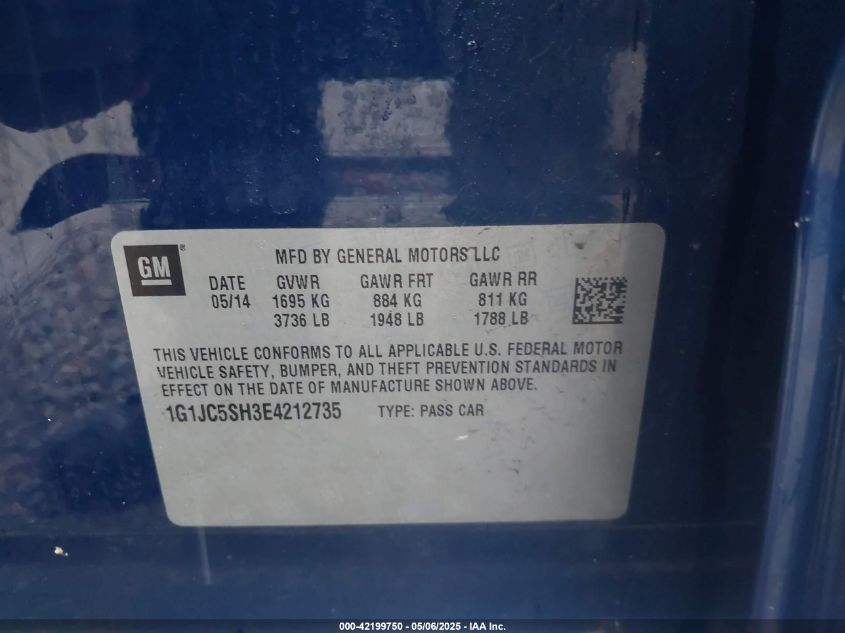 GM ®
MFD BY GENERAL MOTORS LLC
DATE GVWR GAWR FRT GAWR RR
05/14 1695 KG 884 KG 811 KG
3736 LB 1948 LB 1788 LB
THIS VEHICLE CONFORMS TO ALL APPLICABLE U.S. FEDERAL MOTOR
VEHICLE SAFETY, BUMPER, AND THEFT PREVENTION STANDARDS IN
EFFECT ON THE DATE OF MANUFACTURE SHOWN ABOVE.
1G1JC5SH3E4212735 TYPE: PASS CAR
000-42199750 - 05/06/2025 - IAA Inc.